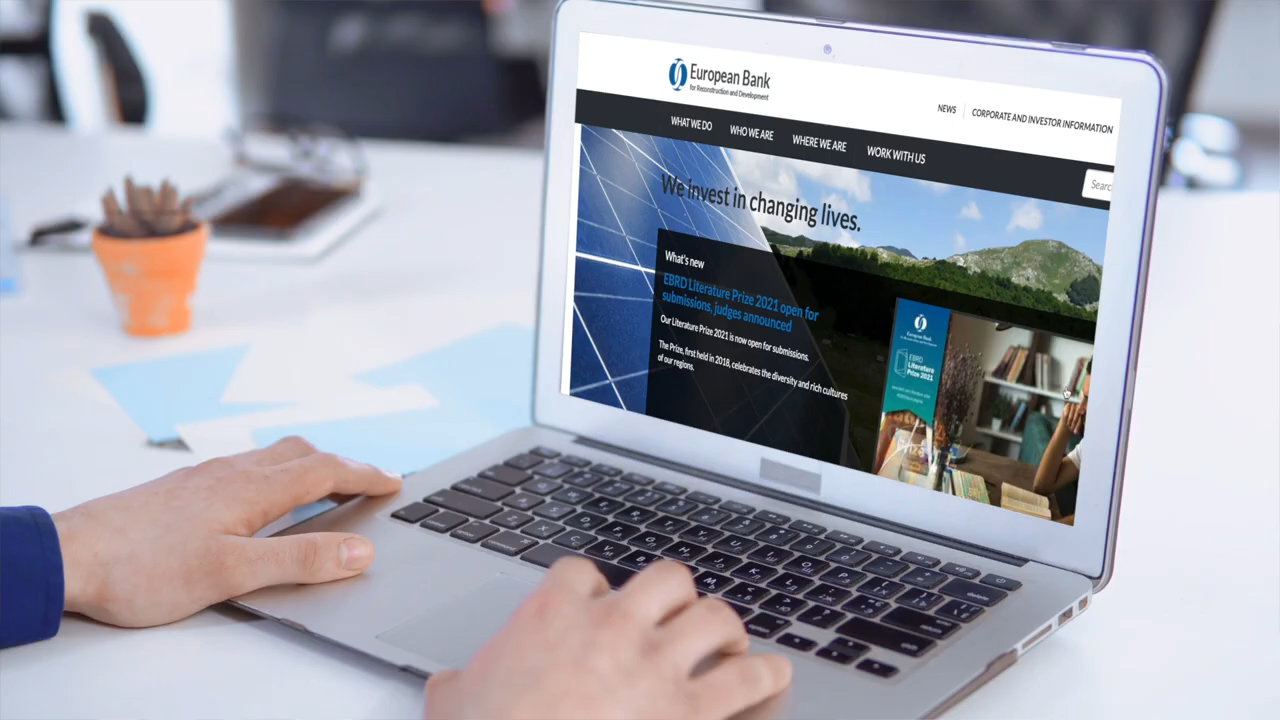 European Bank
for Reconstruction and Development
NEWS
CORPORATE AND INVESTOR INFORMATION
WHAT WE DO
WHO WE ARE
WHERE WE ARE
WORK WITH US
Searc
We invest in changing lives.
What's new
EBRD Literature Prize 2021 open for
submissions, judges announced
Our Literature Prize 2021 is now open for submissions.
The Prize, first held in 2018, celebrates the diversity and rich cultures
of our regions.
European Bank
EBRD
Literature
Prize 2021